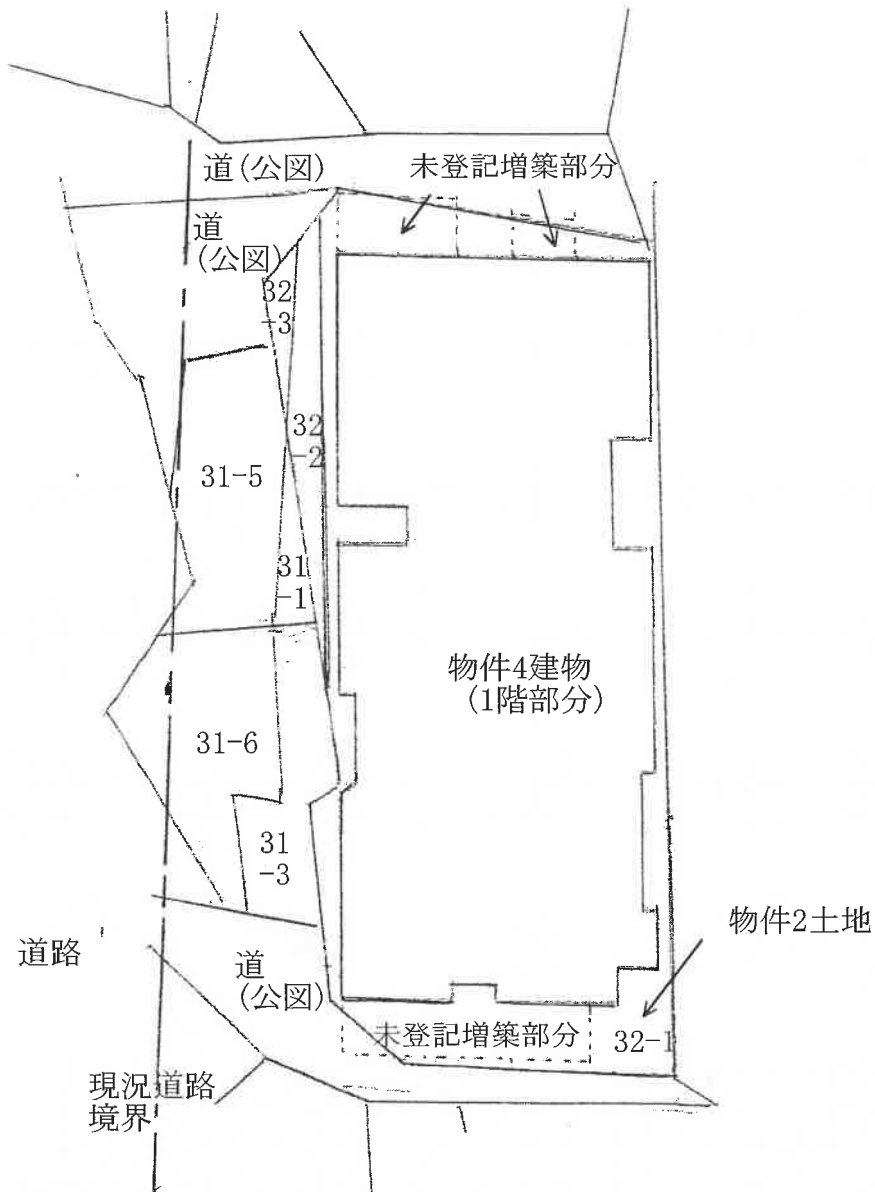 道(公図)
未登記増築部分
道
(公図)
32
-3
32
-2
31-5
31
-1
物件4建物
(1階部分)
31-6
31
-3
物件2土地
道路
道
(公図)
未登記増築部分
32-1
現況道路
境界